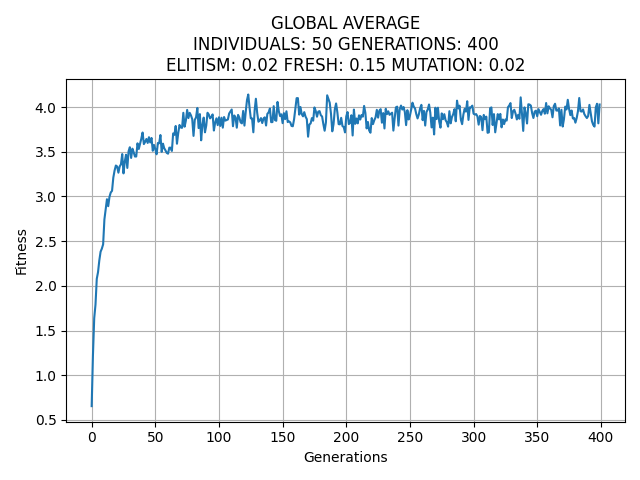 GLOBAL AVERAGE
INDIVIDUALS: 50 GENERATIONS: 400
ELITISM: 0.02 FRESH: 0.15 MUTATION: 0.02
4.0
3.5
3.0
2.5
2.0
1.5
1.0
0.5
Fitness
0 50 100 150 200 250 300 350 400
Generations